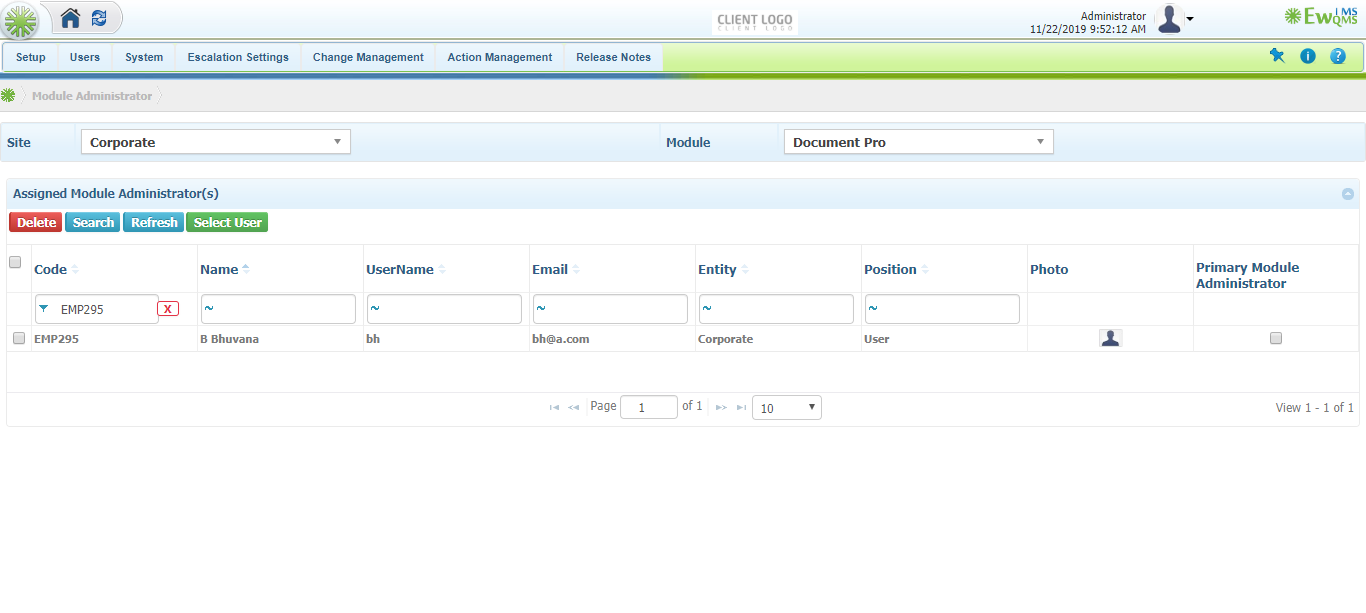 CLIENT LOGO
CLIENT LOGO
Administrator
11/22/2019 9:52:12 AM
Ew iMS
QMS
Setup Users System Escalation Settings Change Management Action Management Release Notes
Module Administrator
Site Corporate Module Document Pro
Assigned Module Administrator(s)
Delete Search Refresh Select User
Code Name UserName Email Entity Position Photo Primary Module
Administrator
EMP295 X ~ ~ ~ ~ ~
EMP295 B Bhuvana bh bh@a.com Corporate User
Page 1 of 1 10 View 1 - 1 of 1